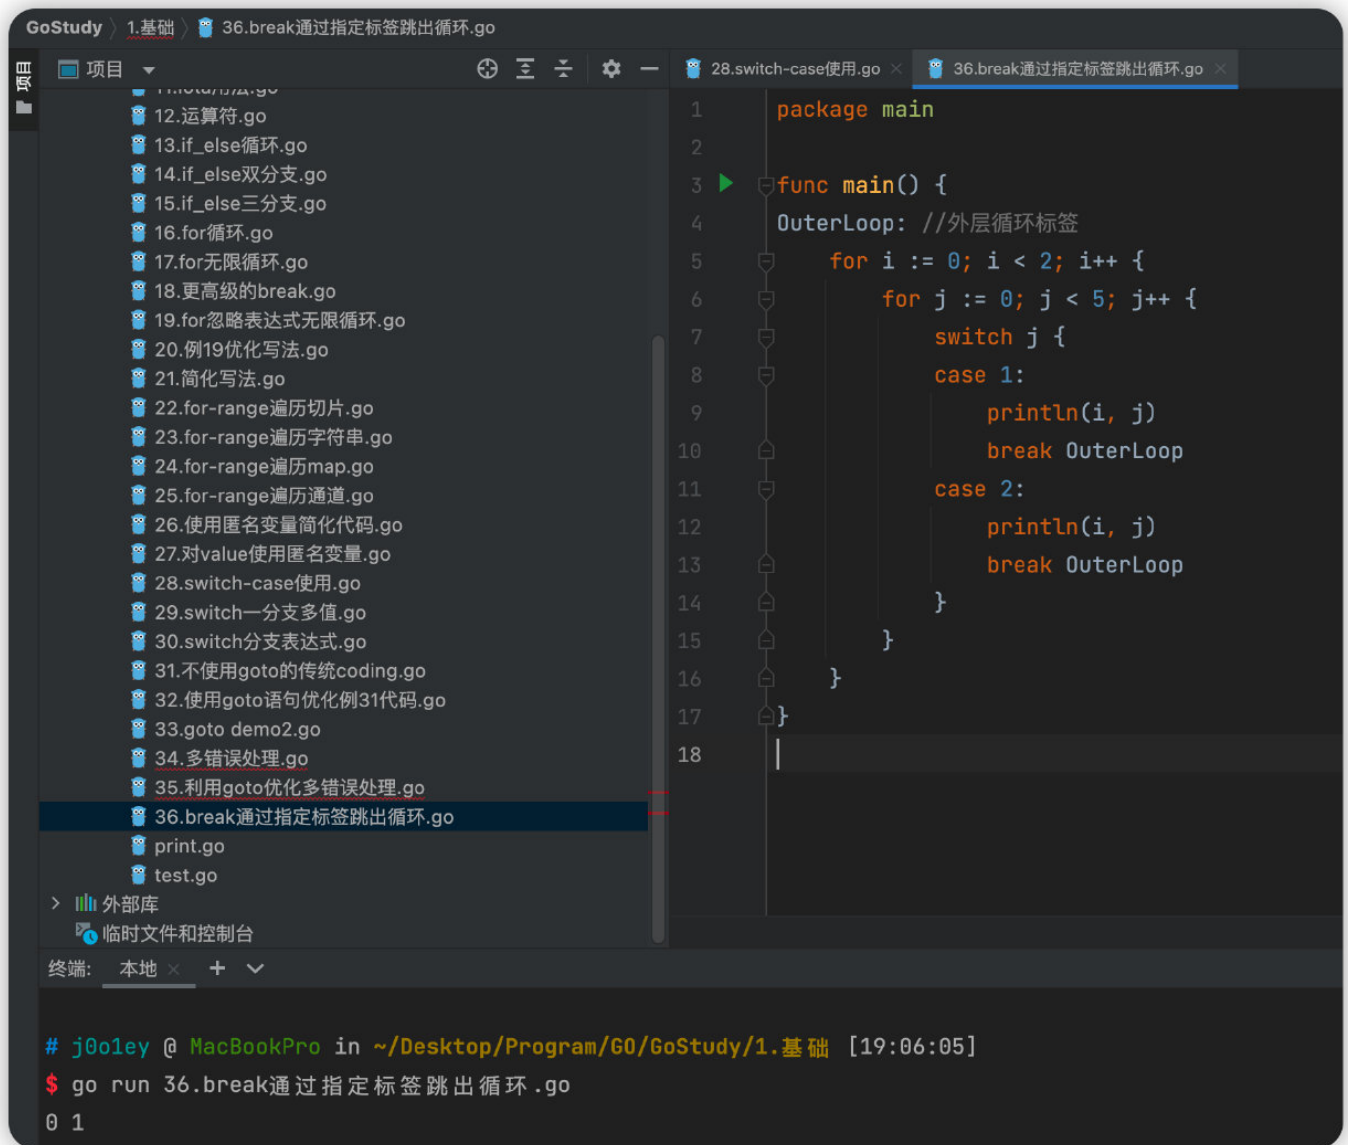 GoStudy 〉 1.基础 〉 36.break通过指定标签跳出循环.go
项目
项目
12.运算符.go
13.if_else循环.go
14.if_else双分支.go
15.if_else三分支.go
16.for循环.go
17.for无限循环.go
18.更高级的break.go
19.for忽略表达式无限循环.go
20.例19优化写法.go
21.简化写法.go
22.for-range遍历切片.go
23.for-range遍历字符串.go
24.for-range遍历map.go
25.for-range遍历通道.go
26.使用匿名变量简化代码.go
27.对value使用匿名变量.go
28.switch-case使用.go
29.switch一分支多值.go
30.switch分支表达式.go
31.不使用goto的传统coding.go
32.使用goto语句优化例31代码.go
33.goto demo2.go
34.多错误处理.go
35.利用goto优化多错误处理.go
36.break通过指定标签跳出循环.go
print.go
test.go
外部库
临时文件和控制台
28.switch-case使用.go
36.break通过指定标签跳出循环.go
1 package main
2
3 func main() {
4 OuterLoop: //外层循环标签
5 for i := 0; i < 2; i++ {
6 for j := 0; j < 5; j++ {
7 switch j {
8 case 1:
9 println(i, j)
10 break OuterLoop
11 case 2:
12 println(i, j)
13 break OuterLoop
14 }
15 }
16 }
17 }
18
终端: 本地
# j0o1ey @ MacBookPro in ~/Desktop/Program/GO/GoStudy/1.基础 [19:06:05]
$ go run 36.break通过指定标签跳出循环.go
0 1